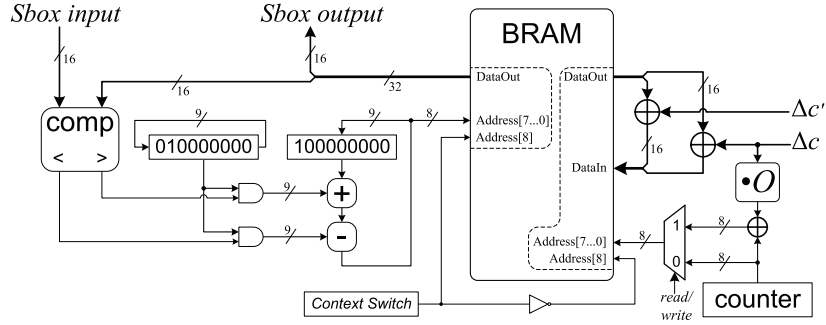 Sbox input
Sbox output
BRAM
16
16
16
32
DataOut
DataOut
16
Δc'
comp
< >
9
010000000
9
8
100000000
Address[7...0]
Address[8]
16
Δc
DataIn
•O
9
+
9
-
Address[7...0]
Address[8]
8
1
0
8
8
read/
write
counter
Context Switch